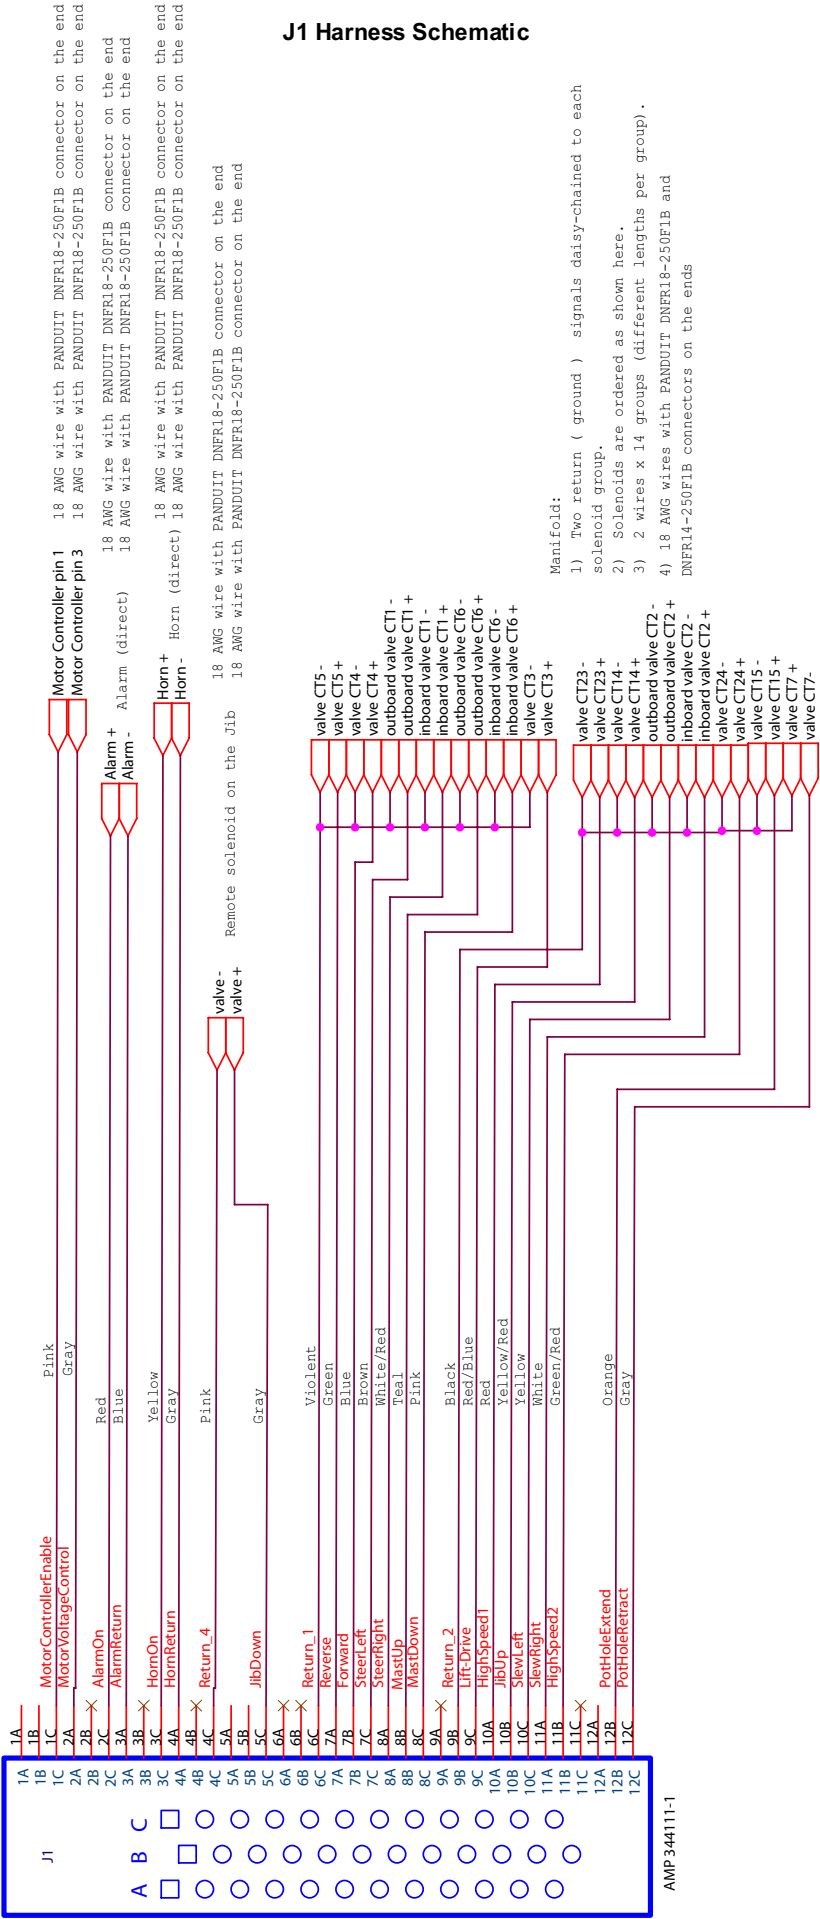 J1 Harness Schematic
18 AWG wire with PANDUIT DNFR18-250F1B connector on the end
18 AWG wire with PANDUIT DNFR18-250F1B connector on the end
18 AWG wire with PANDUIT DNFR18-250F1B connector on the end
18 AWG wire with PANDUIT DNFR18-250F1B connector on the end
18 AWG wire with PANDUIT DNFR18-250F1B connector on the end
18 AWG wire with PANDUIT DNFR18-250F1B connector on the end
18 AWG wire with PANDUIT DNFR18-250F1B connector on the end
18 AWG wire with PANDUIT DNFR18-250F1B connector on the end
Motor Controller pin 1
Motor Controller pin 3
Alarm +
Alarm -
Alarm (direct)
Horn +
Horn -
Horn (direct)
valve -
valve +
Remote solenoid on the Jib
valve CT5 -
valve CT5 +
valve CT4-
valve CT4+
outboard valve CT1 -
outboard valve CT1 +
inboard valve CT1 -
inboard valve CT1 +
outboard valve CT6 -
outboard valve CT6 +
inboard valve CT6 -
inboard valve CT6 +
valve CT3 -
valve CT3 +
valve CT23 -
valve CT23 +
valve CT14 -
valve CT14 +
outboard valve CT2 -
outboard valve CT2 +
inboard valve CT2 -
inboard valve CT2 +
valve CT24 -
valve CT24 +
valve CT15 -
valve CT15 +
valve CT7 +
valve CT7-
Manifold:
1) Two return ( ground ) signals daisy-chained to each
solenoid group.
2) Solenoids are ordered as shown here.
3) 2 wires x 14 groups (different lengths per group).
4) 18 AWG wires with PANDUIT DNFR18-250F1B and
DNFR14-250F1B connectors on the ends
Pink
Gray
Red
Blue
Yellow
Gray
Pink
Gray
Violent
Green
Blue
Brown
White/Red
Teal
Pink
Black
Red/Blue
Red
Yellow/Red
Yellow
White
Green/Red
Orange
Gray
MotorControllerEnable
MotorVoltageControl
AlarmOn
AlarmReturn
HornOn
HornReturn
Return_4
JibDown
Return_1
Reverse
Forward
SteerLeft
SteerRight
MastUp
MastDown
Return_2
Lift-Drive
HighSpeed1
JibUp
SlewLeft
SlewRight
HighSpeed2
PotHoleExtend
PotHoleRetract
1A
1B
1C
2A
2B
2C
3A
3B
3C
4A
4B
4C
5A
5B
5C
6A
6B
6C
7A
7B
7C
8A
8B
8C
9A
9B
9C
10A
10B
10C
11A
11B
11C
12A
12B
12C
1A
1B
1C
2A
2B
2C
3A
3B
3C
4A
4B
4C
5A
5B
5C
6A
6B
6C
7A
7B
7C
8A
8B
8C
9A
9B
9C
10A
10B
10C
11A
11B
11C
12A
12B
12C
J1
A B C
AMP 344111-1